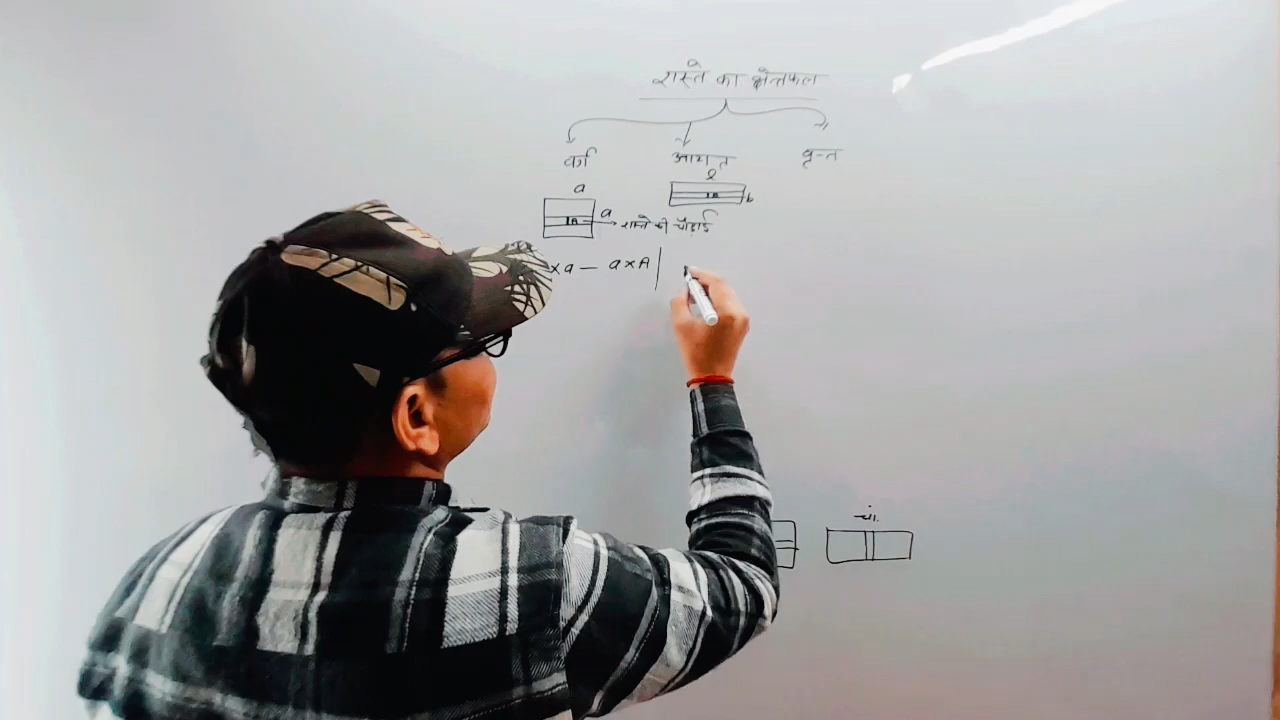 रास्ते का क्षेत्रफल
वर्ग आयत वृत्त
a l
a b
A A
रास्ते की चौड़ाई
×a — a×A
चौ.